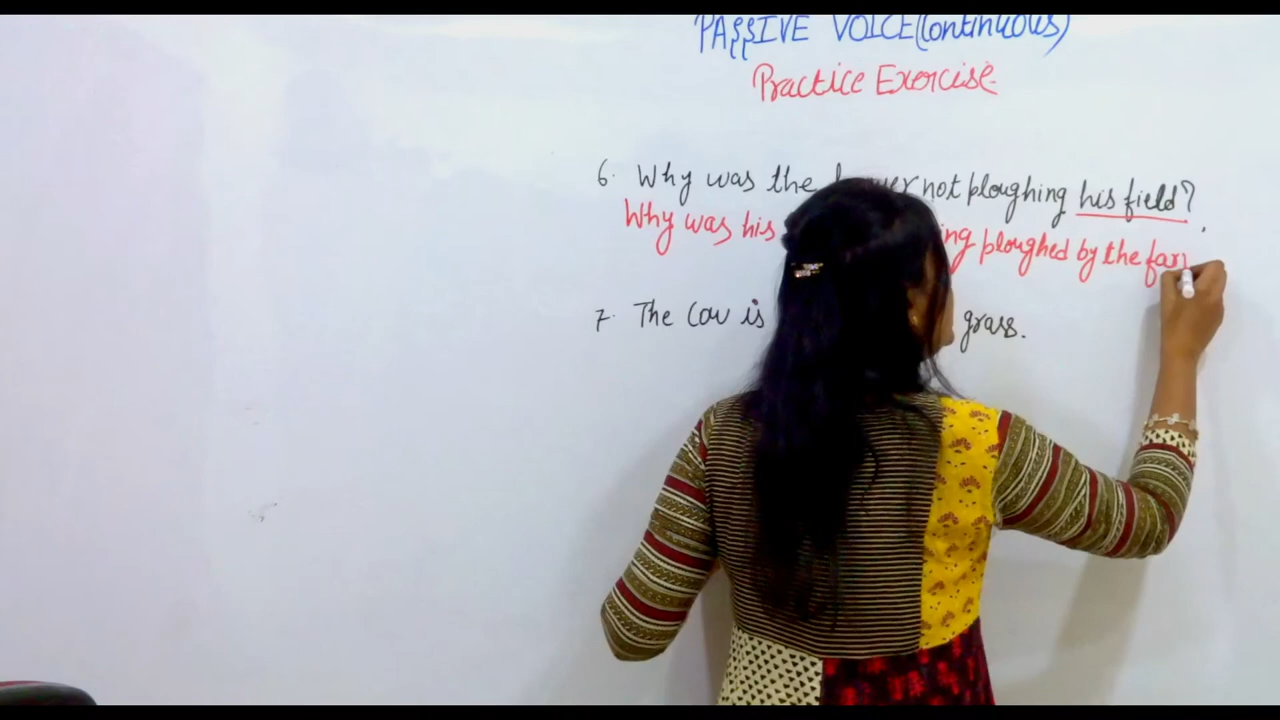 PASSIVE VOICE (Continuous)
Practice Exercise
6. Why was the not ploughing his field?
Why was his ploughed by the far
7. The Cow is grass.